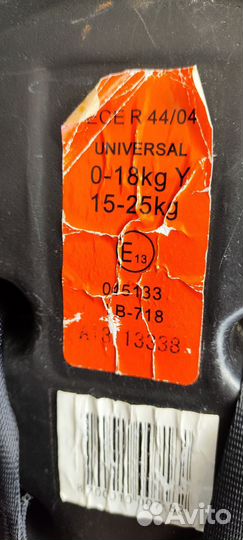 ECE R 44/04
UNIVERSAL
0-18kg Y
15-25kg
E13
045133
B-718
Avito